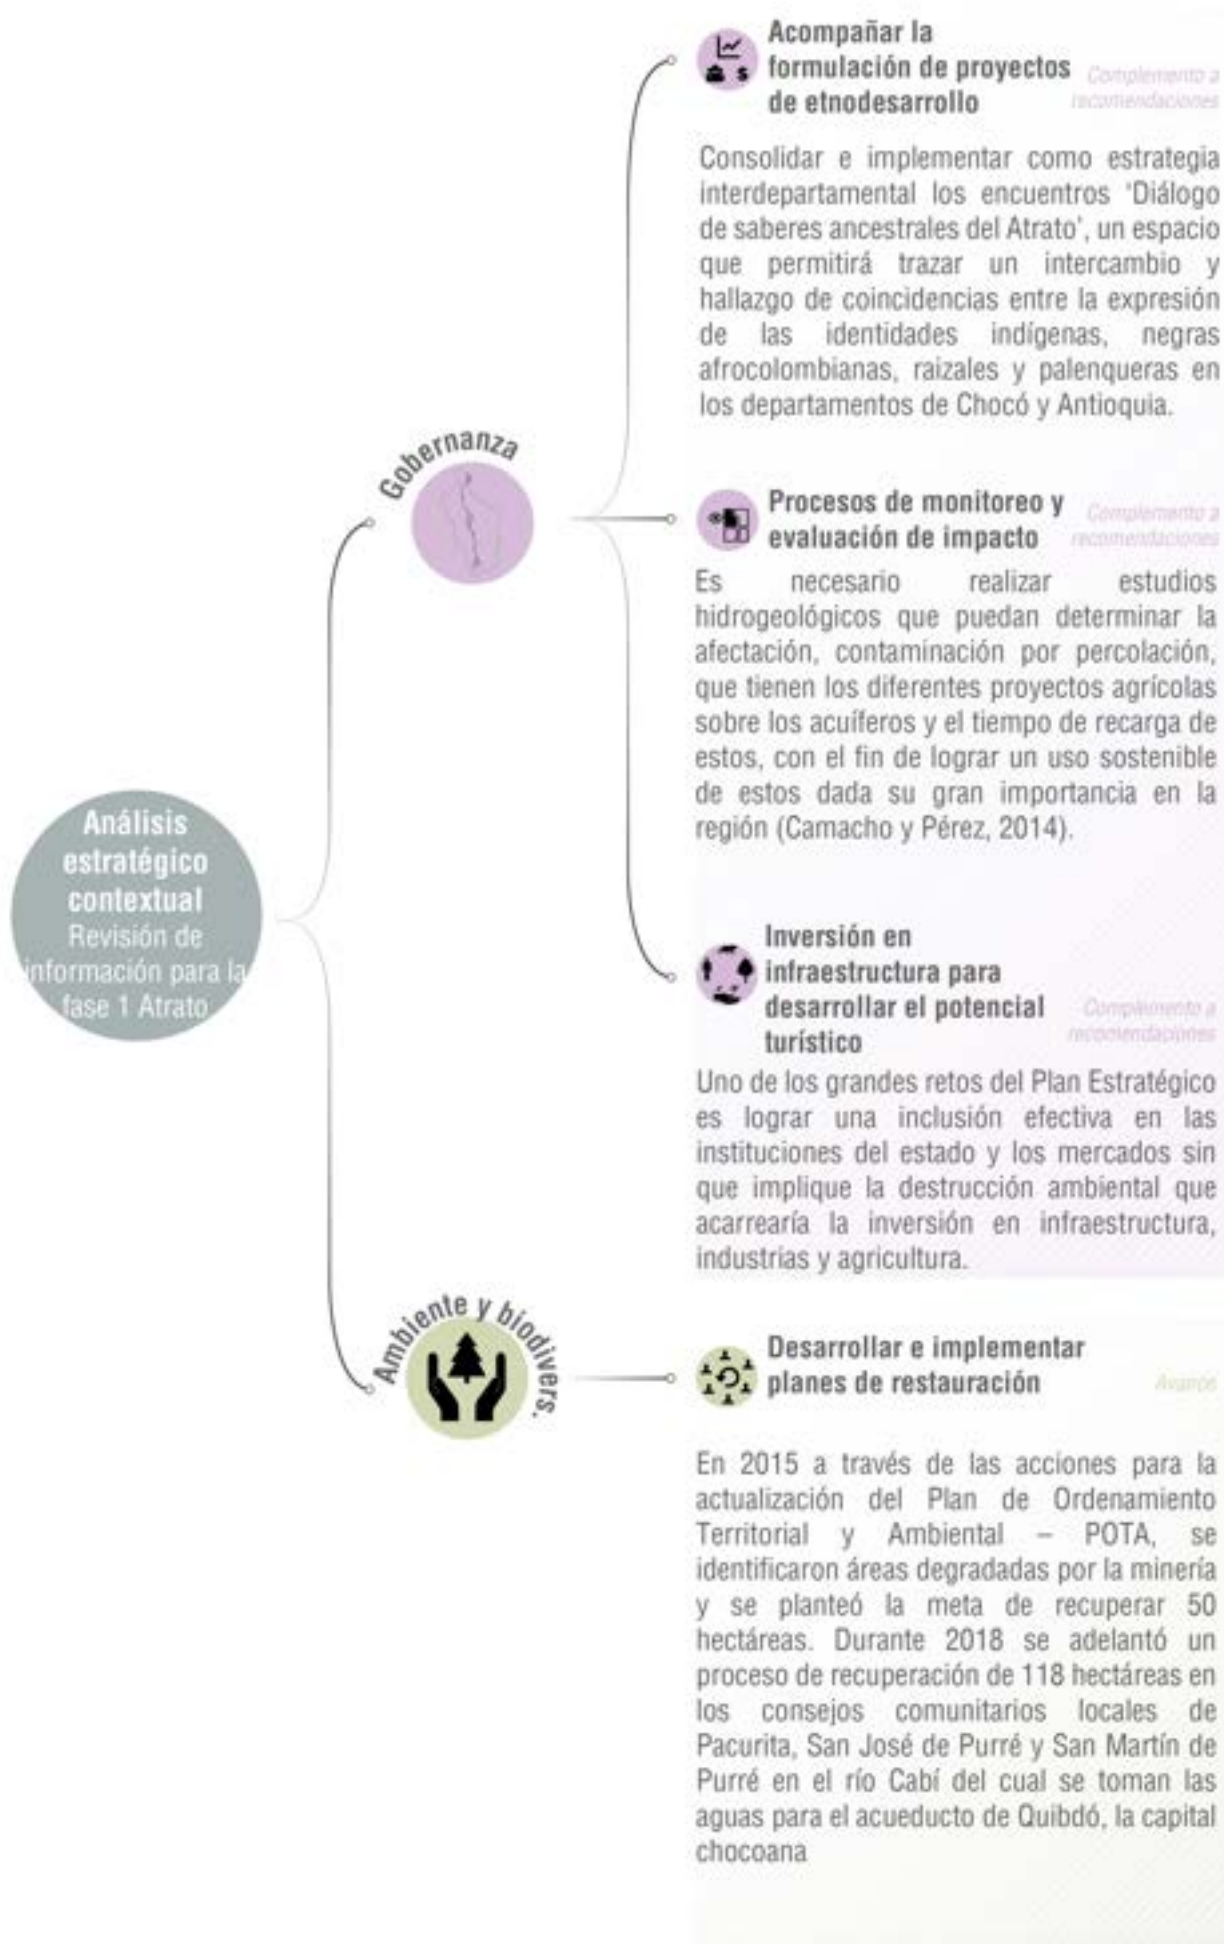 Análisis
estratégico
contextual
Revisión de
información para la
fase 1 Atrato
Gobernanza
Acompañar la
formulación de proyectos
de etnodesarrollo
Complemento a
recomendaciones
Consolidar e implementar como estrategia
interdepartamental los encuentros 'Diálogo
de saberes ancestrales del Atrato', un espacio
que permitirá trazar un intercambio y
hallazgo de coincidencias entre la expresión
de las identidades indígenas, negras
afrocolombianas, raizales y palenqueras en
los departamentos de Chocó y Antioquia.
Procesos de monitoreo y
evaluación de impacto
Complemento a
recomendaciones
Es necesario realizar estudios
hidrogeológicos que puedan determinar la
afectación, contaminación por percolación,
que tienen los diferentes proyectos agrícolas
sobre los acuíferos y el tiempo de recarga de
estos, con el fin de lograr un uso sostenible
de estos dada su gran importancia en la
región (Camacho y Pérez, 2014).
Inversión en
infraestructura para
desarrollar el potencial
turístico
Complemento a
recomendaciones
Uno de los grandes retos del Plan Estratégico
es lograr una inclusión efectiva en las
instituciones del estado y los mercados sin
que implique la destrucción ambiental que
acarrearía la inversión en infraestructura,
industrias y agricultura.
Ambiente y biodivers.
Desarrollar e implementar
planes de restauración
Avance
En 2015 a través de las acciones para la
actualización del Plan de Ordenamiento
Territorial y Ambiental – POTA, se
identificaron áreas degradadas por la minería
y se planteó la meta de recuperar 50
hectáreas. Durante 2018 se adelantó un
proceso de recuperación de 118 hectáreas en
los consejos comunitarios locales de
Pacurita, San José de Purré y San Martín de
Purré en el río Cabí del cual se toman las
aguas para el acueducto de Quibdó, la capital
chocoana